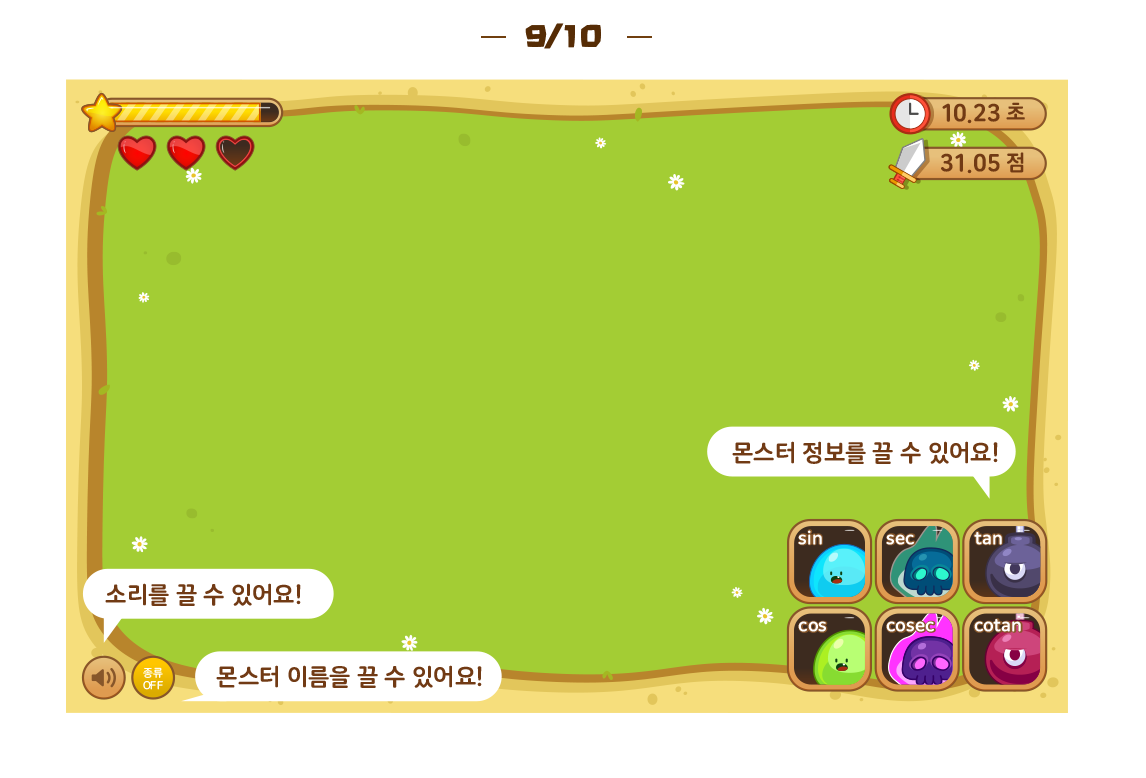 9/10
10.23 초
31.05 점
몬스터 정보를 끌 수 있어요!
sin
sec
tan
소리를 끌 수 있어요!
cos
cosec
cotan
종류
OFF
몬스터 이름을 끌 수 있어요!